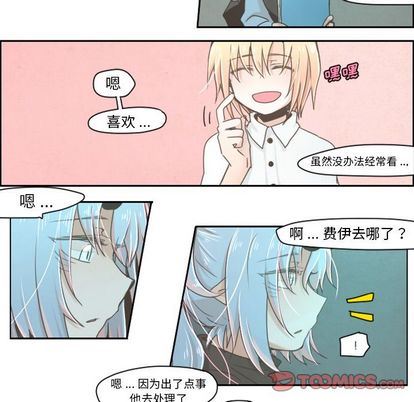 嗯
喜欢 ...
嘿嘿
虽然没办法经常看 ...
嗯 ...
啊 ... 费伊去哪了？
!
嗯 ... 因为出了点事
他去处理了
TOOMICS.COM